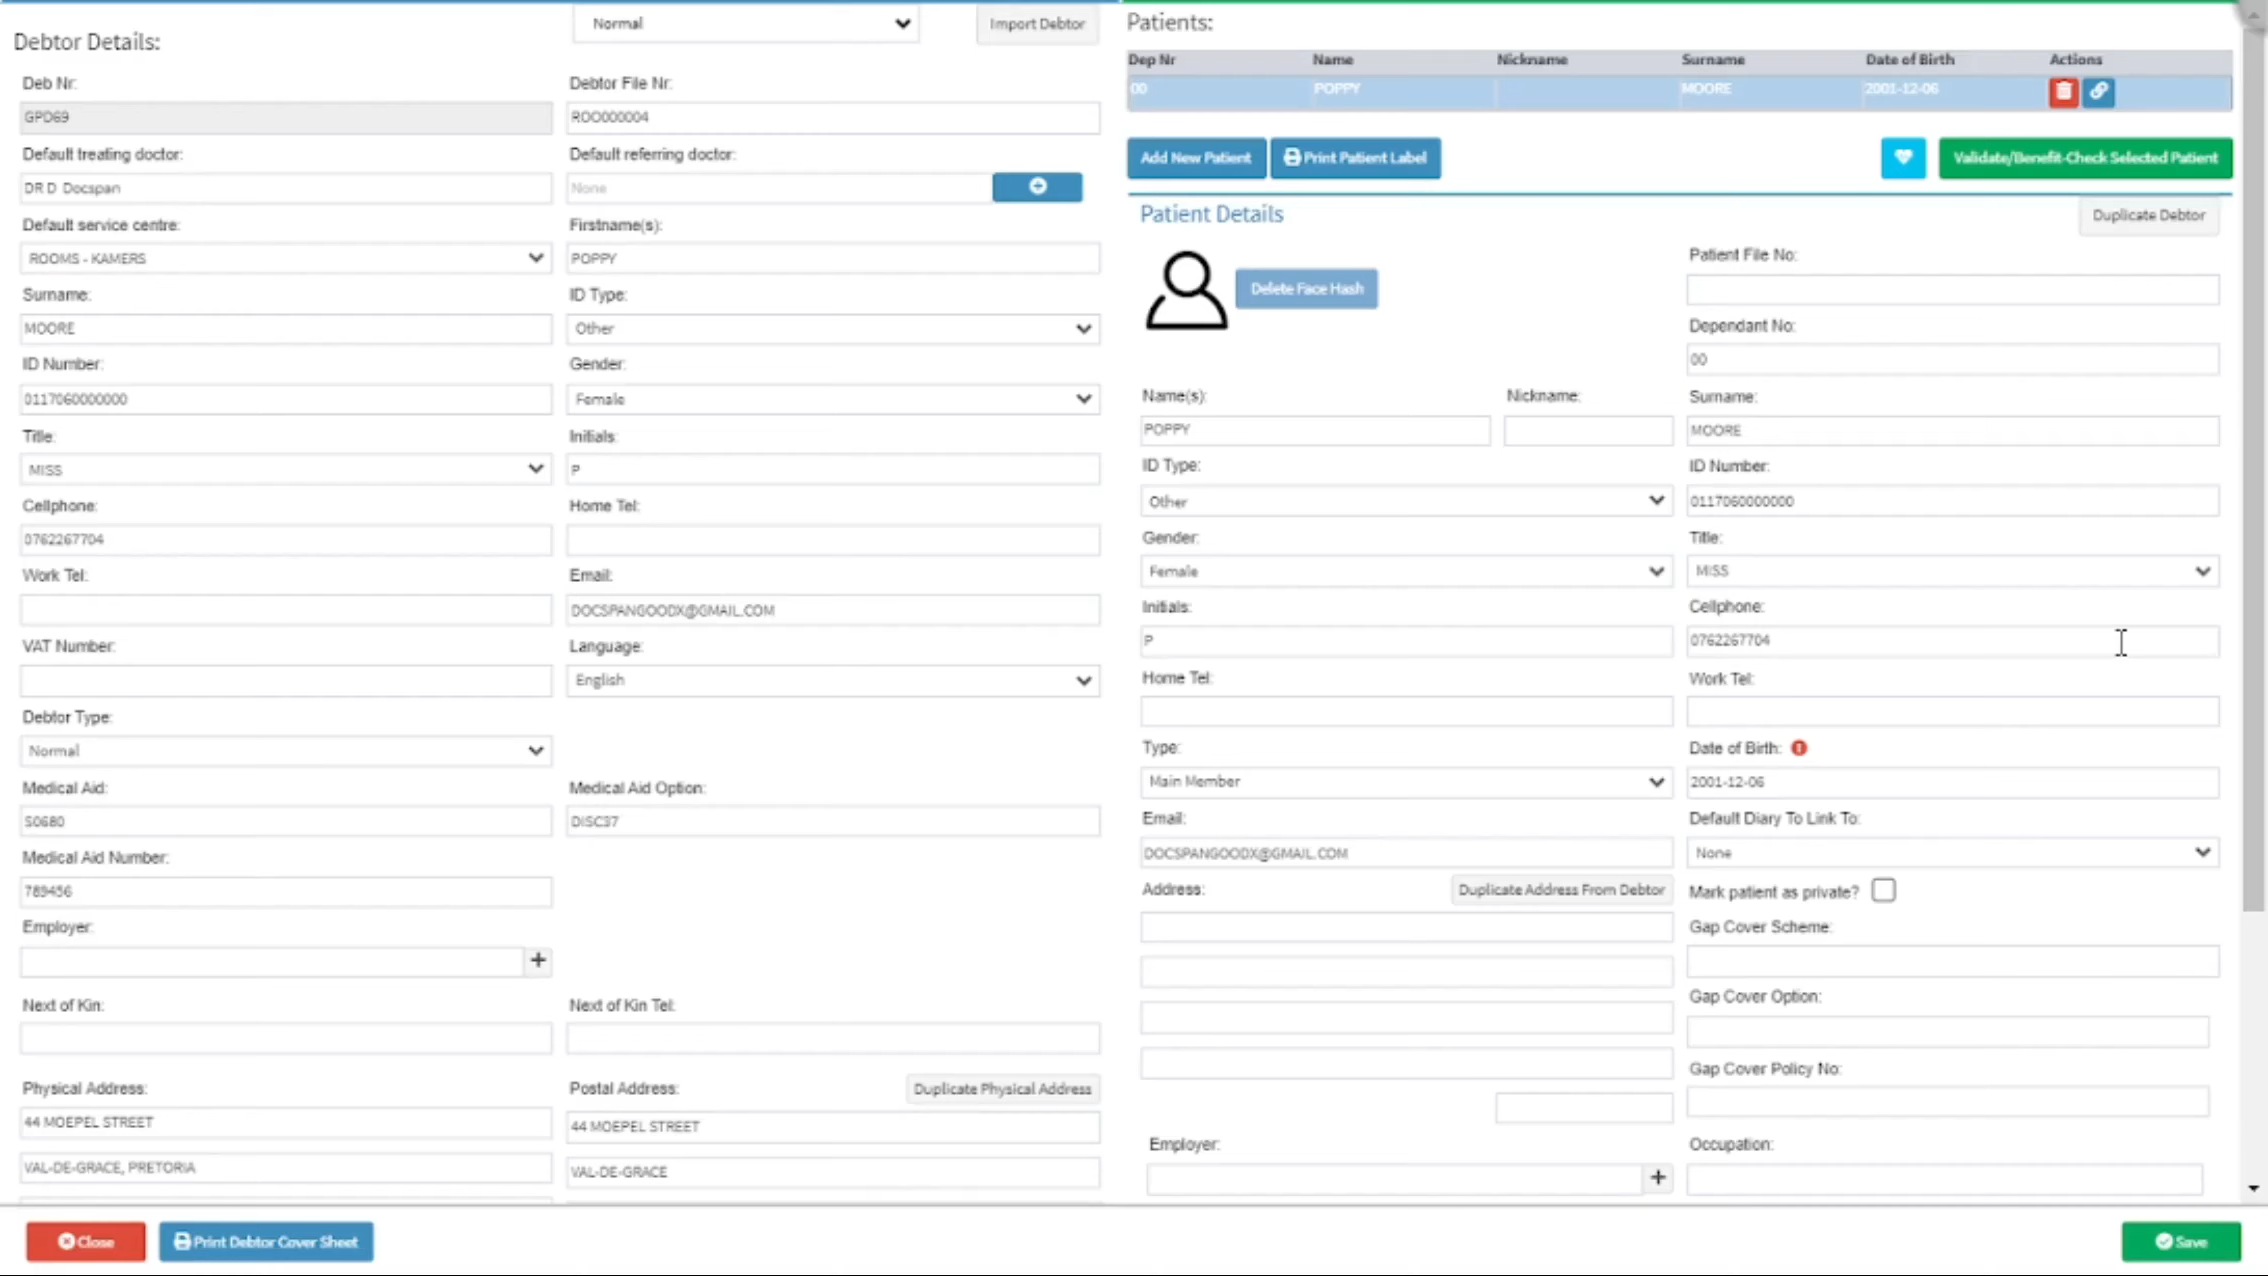 Debtor Details:
Normal
Import Debtor
Deb Nr:
Debtor File Nr:
GPD69
ROO000004
Default treating doctor:
Default referring doctor:
DR D Docspan
None
Default service centre:
Firstname(s):
ROOMS - KAMERS
POPPY
Surname:
ID Type:
MOORE
Other
ID Number:
Gender:
0117060000000
Female
Title:
Initials:
MISS
P
Cellphone:
Home Tel:
0762267704
Work Tel:
Email:
DOCSPANGOODX@GMAIL.COM
VAT Number:
Language:
English
Debtor Type:
Normal
Medical Aid:
Medical Aid Option:
S0680
DISC37
Medical Aid Number:
789456
Employer:
Next of Kin:
Next of Kin Tel:
Physical Address:
Postal Address:
Duplicate Physical Address
44 MOEPEL STREET
44 MOEPEL STREET
VAL-DE-GRACE, PRETORIA
VAL-DE-GRACE
Patients:
Dep Nr Name Nickname Surname Date of Birth Actions
00 POPPY MOORE 2001-12-06
Add New Patient
Print Patient Label
Validate/Benefit-Check Selected Patient
Patient Details
Duplicate Debtor
Delete Face Hash
Patient File No:
Dependant No:
00
Name(s):
Nickname:
Surname:
POPPY
MOORE
ID Type:
ID Number:
Other
0117060000000
Gender:
Title:
Female
MISS
Initials:
Cellphone:
P
0762267704
Home Tel:
Work Tel:
Type:
Date of Birth:
Main Member
2001-12-06
Email:
Default Diary To Link To:
DOCSPANGOODX@GMAIL.COM
None
Address:
Duplicate Address From Debtor
Mark patient as private?
Gap Cover Scheme:
Gap Cover Option:
Gap Cover Policy No:
Employer:
Occupation:
Close
Print Debtor Cover Sheet
Save